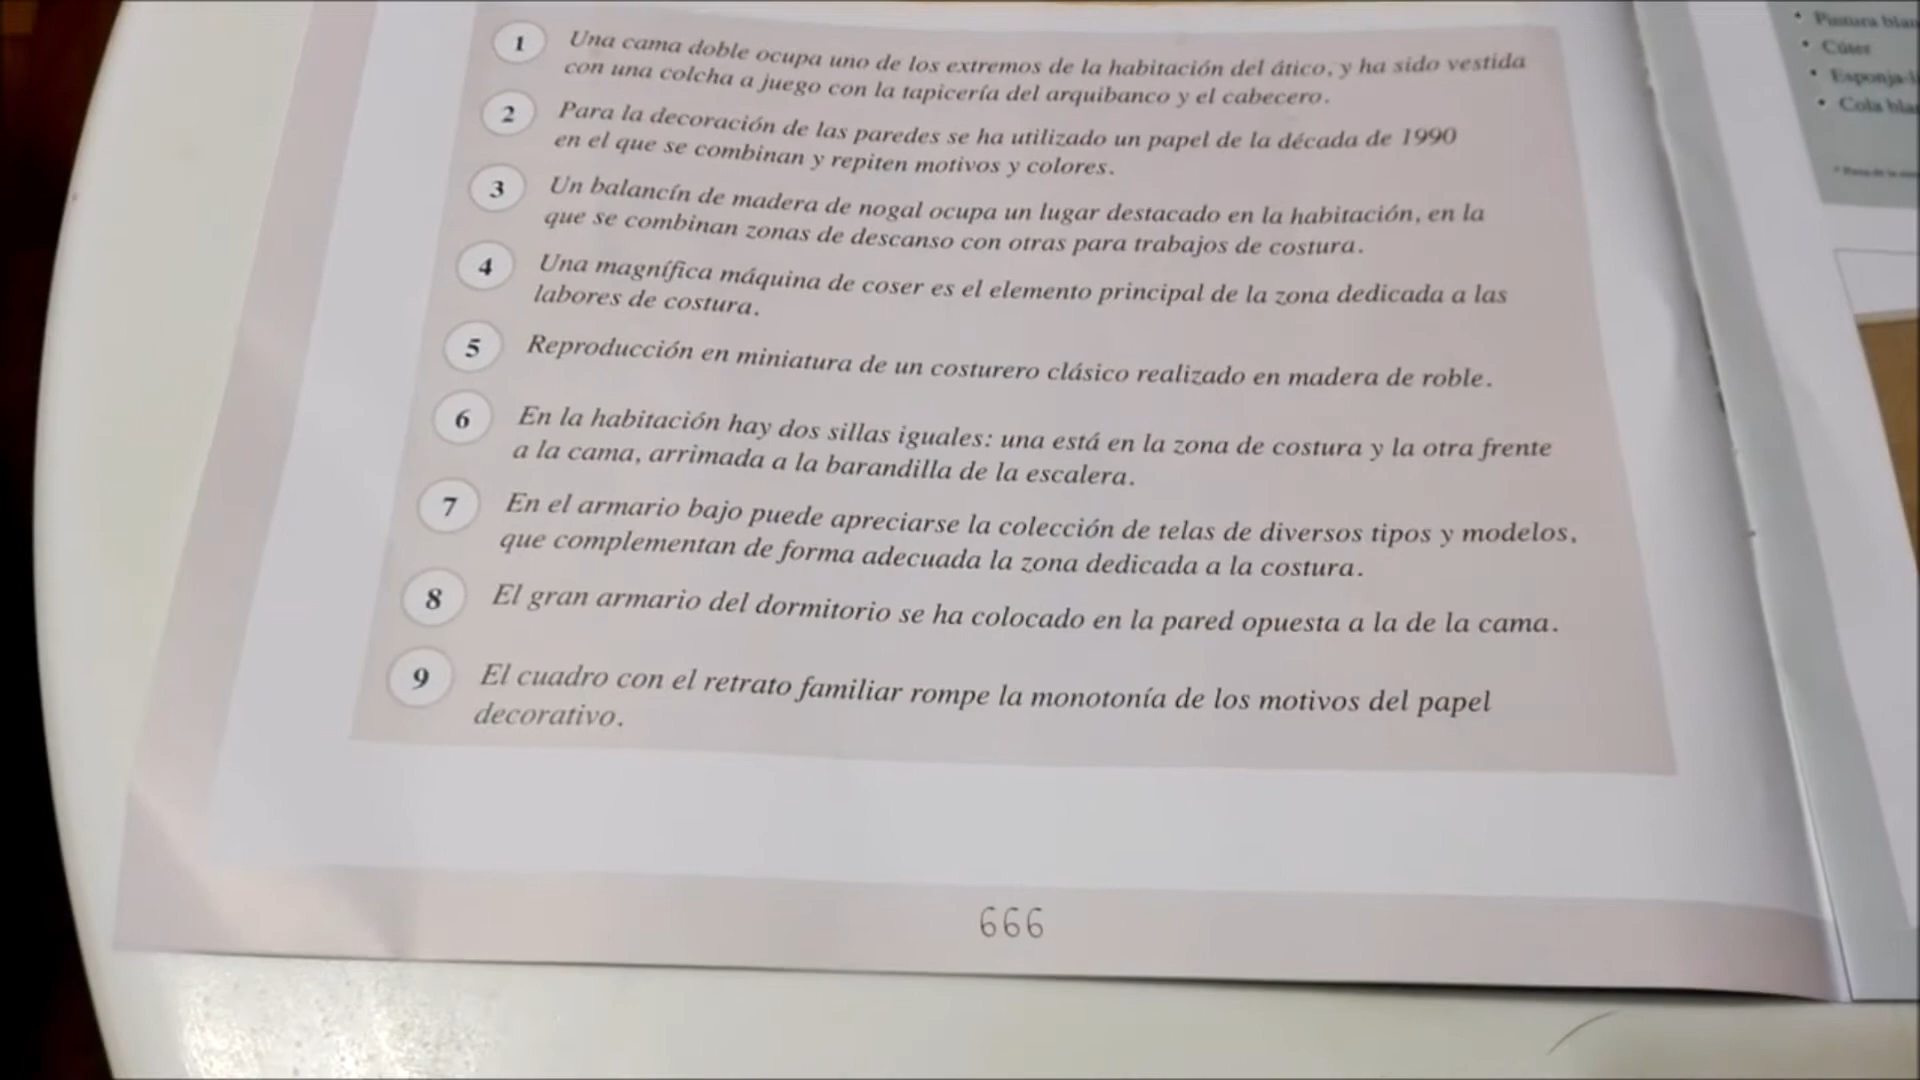 1 Una cama doble ocupa uno de los extremos de la habitación del ático, y ha sido vestida
con una colcha a juego con la tapicería del arquibanco y el cabecero.
2 Para la decoración de las paredes se ha utilizado un papel de la década de 1990
en el que se combinan y repiten motivos y colores.
3 Un balancín de madera de nogal ocupa un lugar destacado en la habitación, en la
que se combinan zonas de descanso con otras para trabajos de costura.
4 Una magnífica máquina de coser es el elemento principal de la zona dedicada a las
labores de costura.
5 Reproducción en miniatura de un costurero clásico realizado en madera de roble.
6 En la habitación hay dos sillas iguales: una está en la zona de costura y la otra frente
a la cama, arrimada a la barandilla de la escalera.
7 En el armario bajo puede apreciarse la colección de telas de diversos tipos y modelos,
que complementan de forma adecuada la zona dedicada a la costura.
8 El gran armario del dormitorio se ha colocado en la pared opuesta a la de la cama.
9 El cuadro con el retrato familiar rompe la monotonía de los motivos del papel
decorativo.
666
• Pintura
• Cúter
• Esponja
• Cola